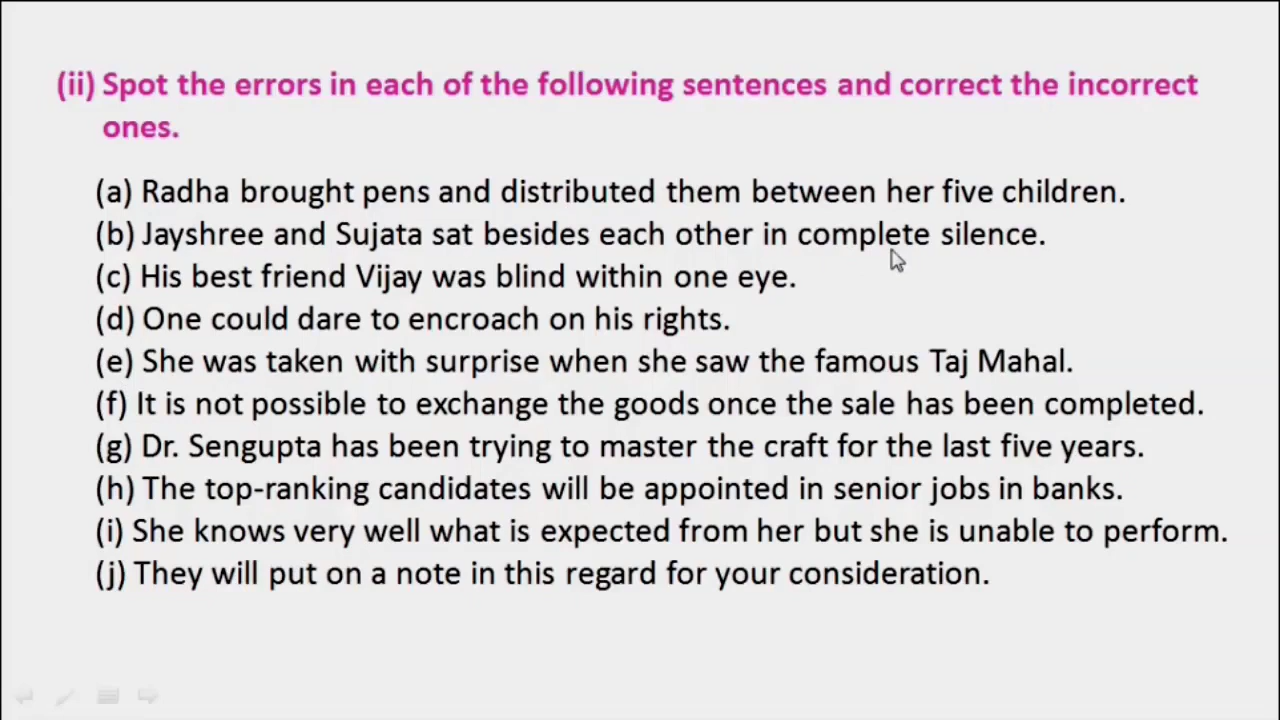 (ii) Spot the errors in each of the following sentences and correct the incorrect
ones.
(a) Radha brought pens and distributed them between her five children.
(b) Jayshree and Sujata sat besides each other in complete silence.
(c) His best friend Vijay was blind within one eye.
(d) One could dare to encroach on his rights.
(e) She was taken with surprise when she saw the famous Taj Mahal.
(f) It is not possible to exchange the goods once the sale has been completed.
(g) Dr. Sengupta has been trying to master the craft for the last five years.
(h) The top-ranking candidates will be appointed in senior jobs in banks.
(i) She knows very well what is expected from her but she is unable to perform.
(j) They will put on a note in this regard for your consideration.